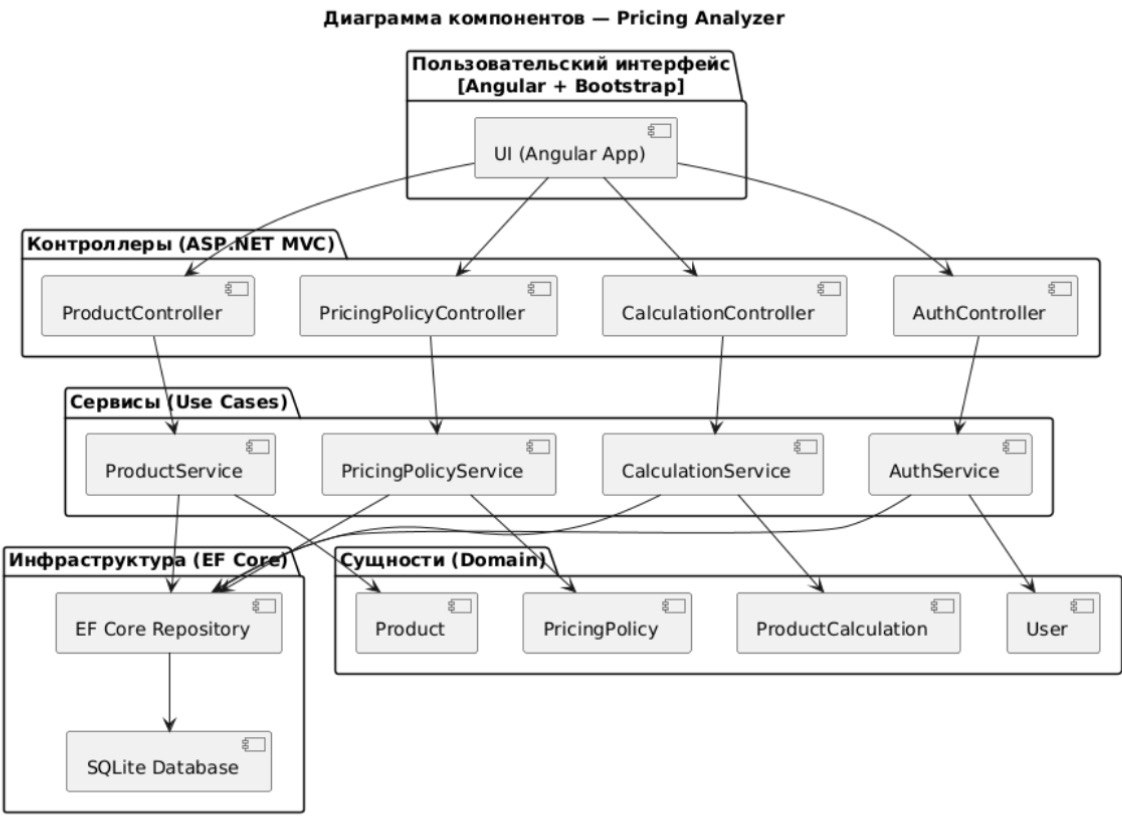 Диаграмма компонентов — Pricing Analyzer
Пользовательский интерфейс
[Angular + Bootstrap]
UI (Angular App)
Контроллеры (ASP.NET MVC)
ProductController
PricingPolicyController
CalculationController
AuthController
Сервисы (Use Cases)
ProductService
PricingPolicyService
CalculationService
AuthService
Инфраструктура (EF Core)
Сущности (Domain)
EF Core Repository
Product
PricingPolicy
ProductCalculation
User
SQLite Database